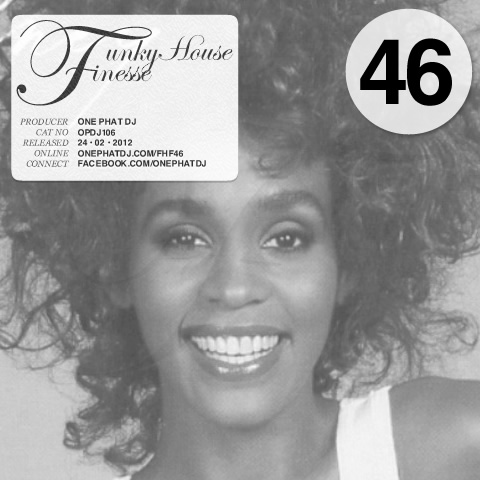 Funky House
Finesse
46
PRODUCER ONE PHAT DJ
CAT NO OPDJ106
RELEASED 24 • 02 • 2012
ONLINE ONEPHATDJ.COM/FHF46
CONNECT FACEBOOK.COM/ONEPHATDJ